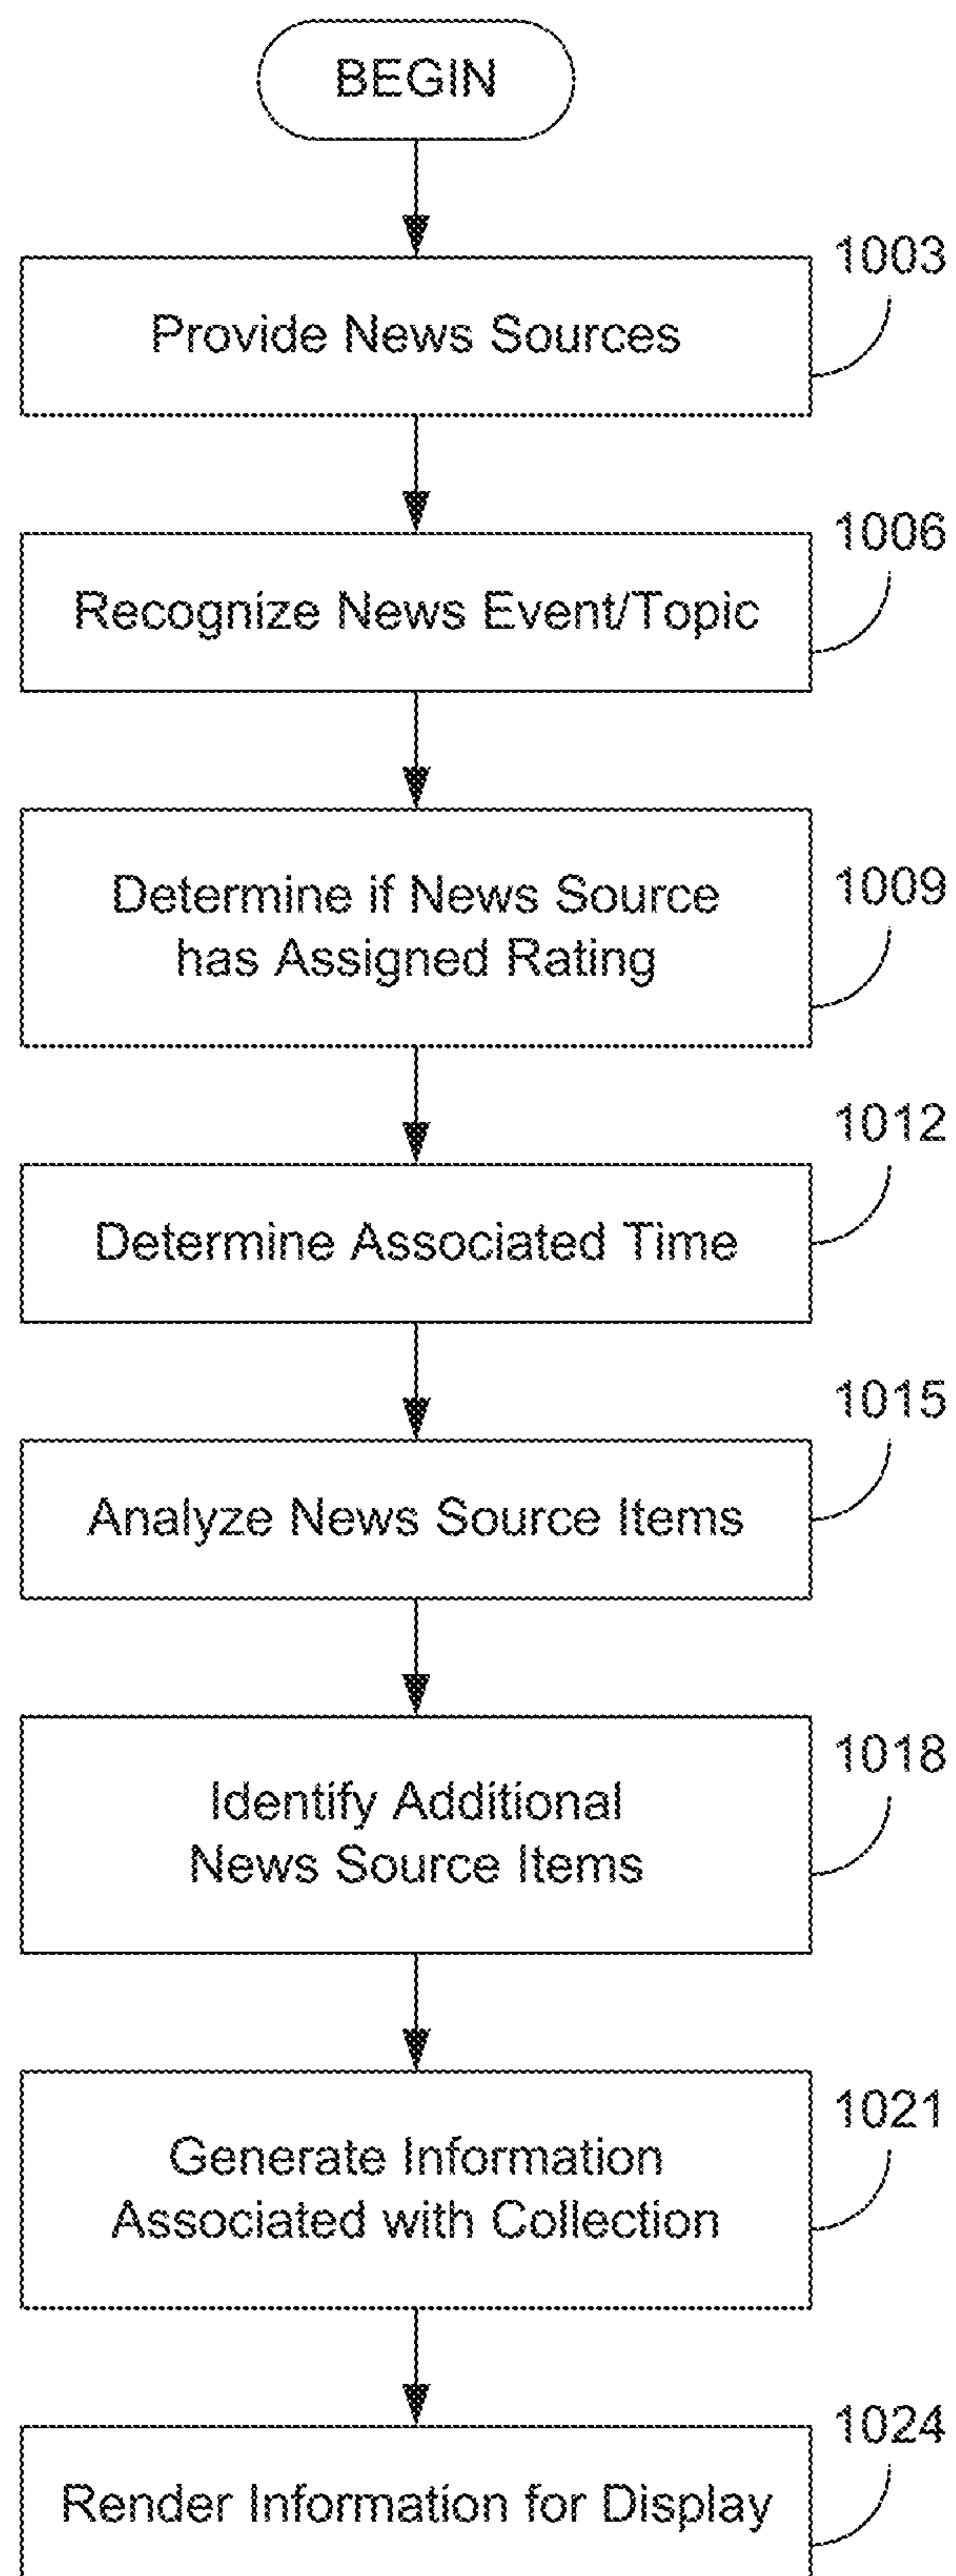 BEGIN
1003
Provide News Sources
1006
Recognize News Event/Topic
1009
Determine if News Source
has Assigned Rating
1012
Determine Associated Time
1015
Analyze News Source Items
1018
Identify Additional
News Source Items
1021
Generate Information
Associated with Collection
1024
Render Information for Display